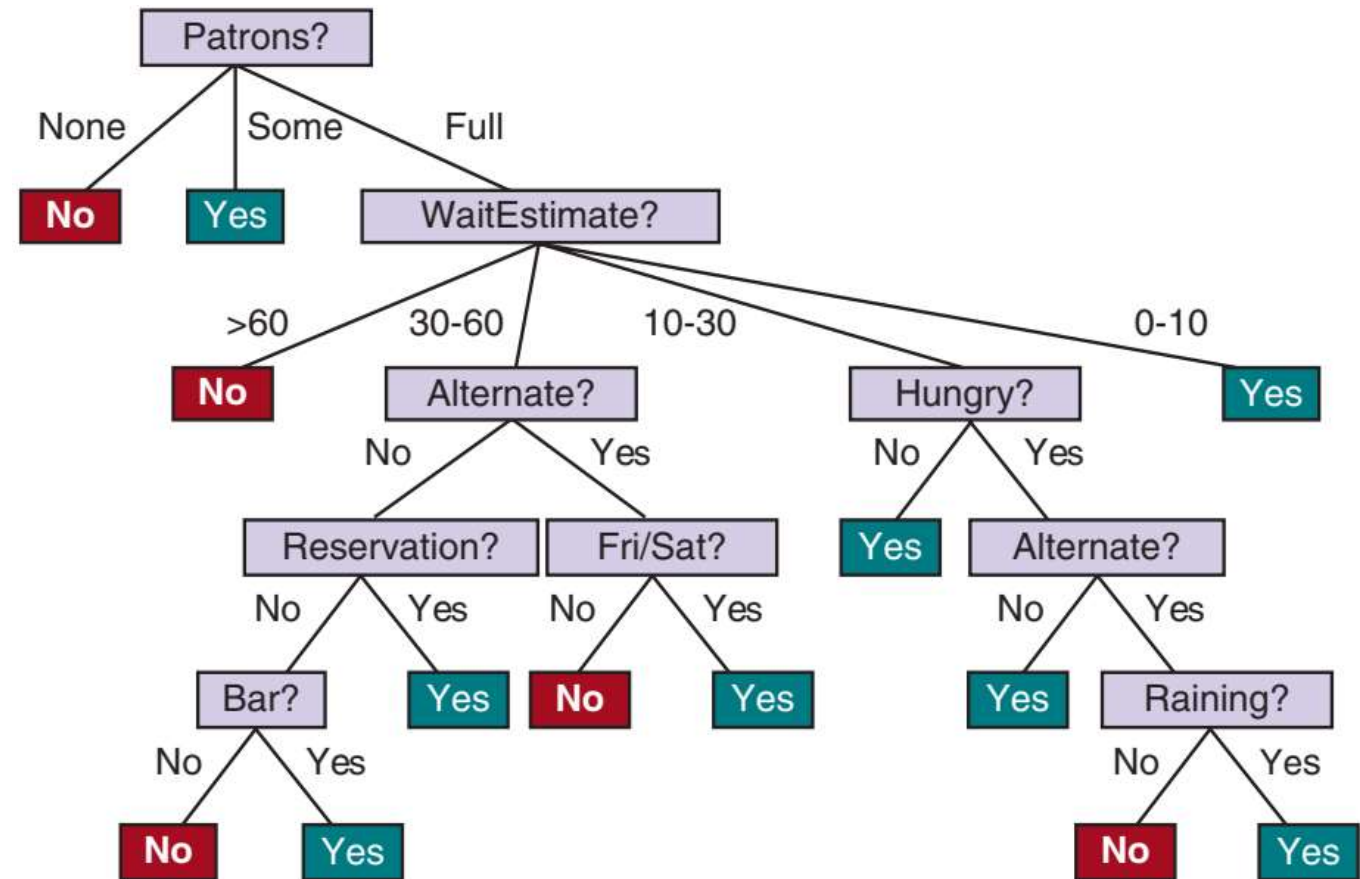 Patrons?
None Some Full
No Yes WaitEstimate?
>60 30-60 10-30 0-10
No Alternate? Hungry? Yes
No Yes No Yes
Reservation? Fri/Sat? Yes Alternate?
No Yes No Yes No Yes
Bar? Yes No Yes Yes Raining?
No Yes No Yes
No Yes No Yes